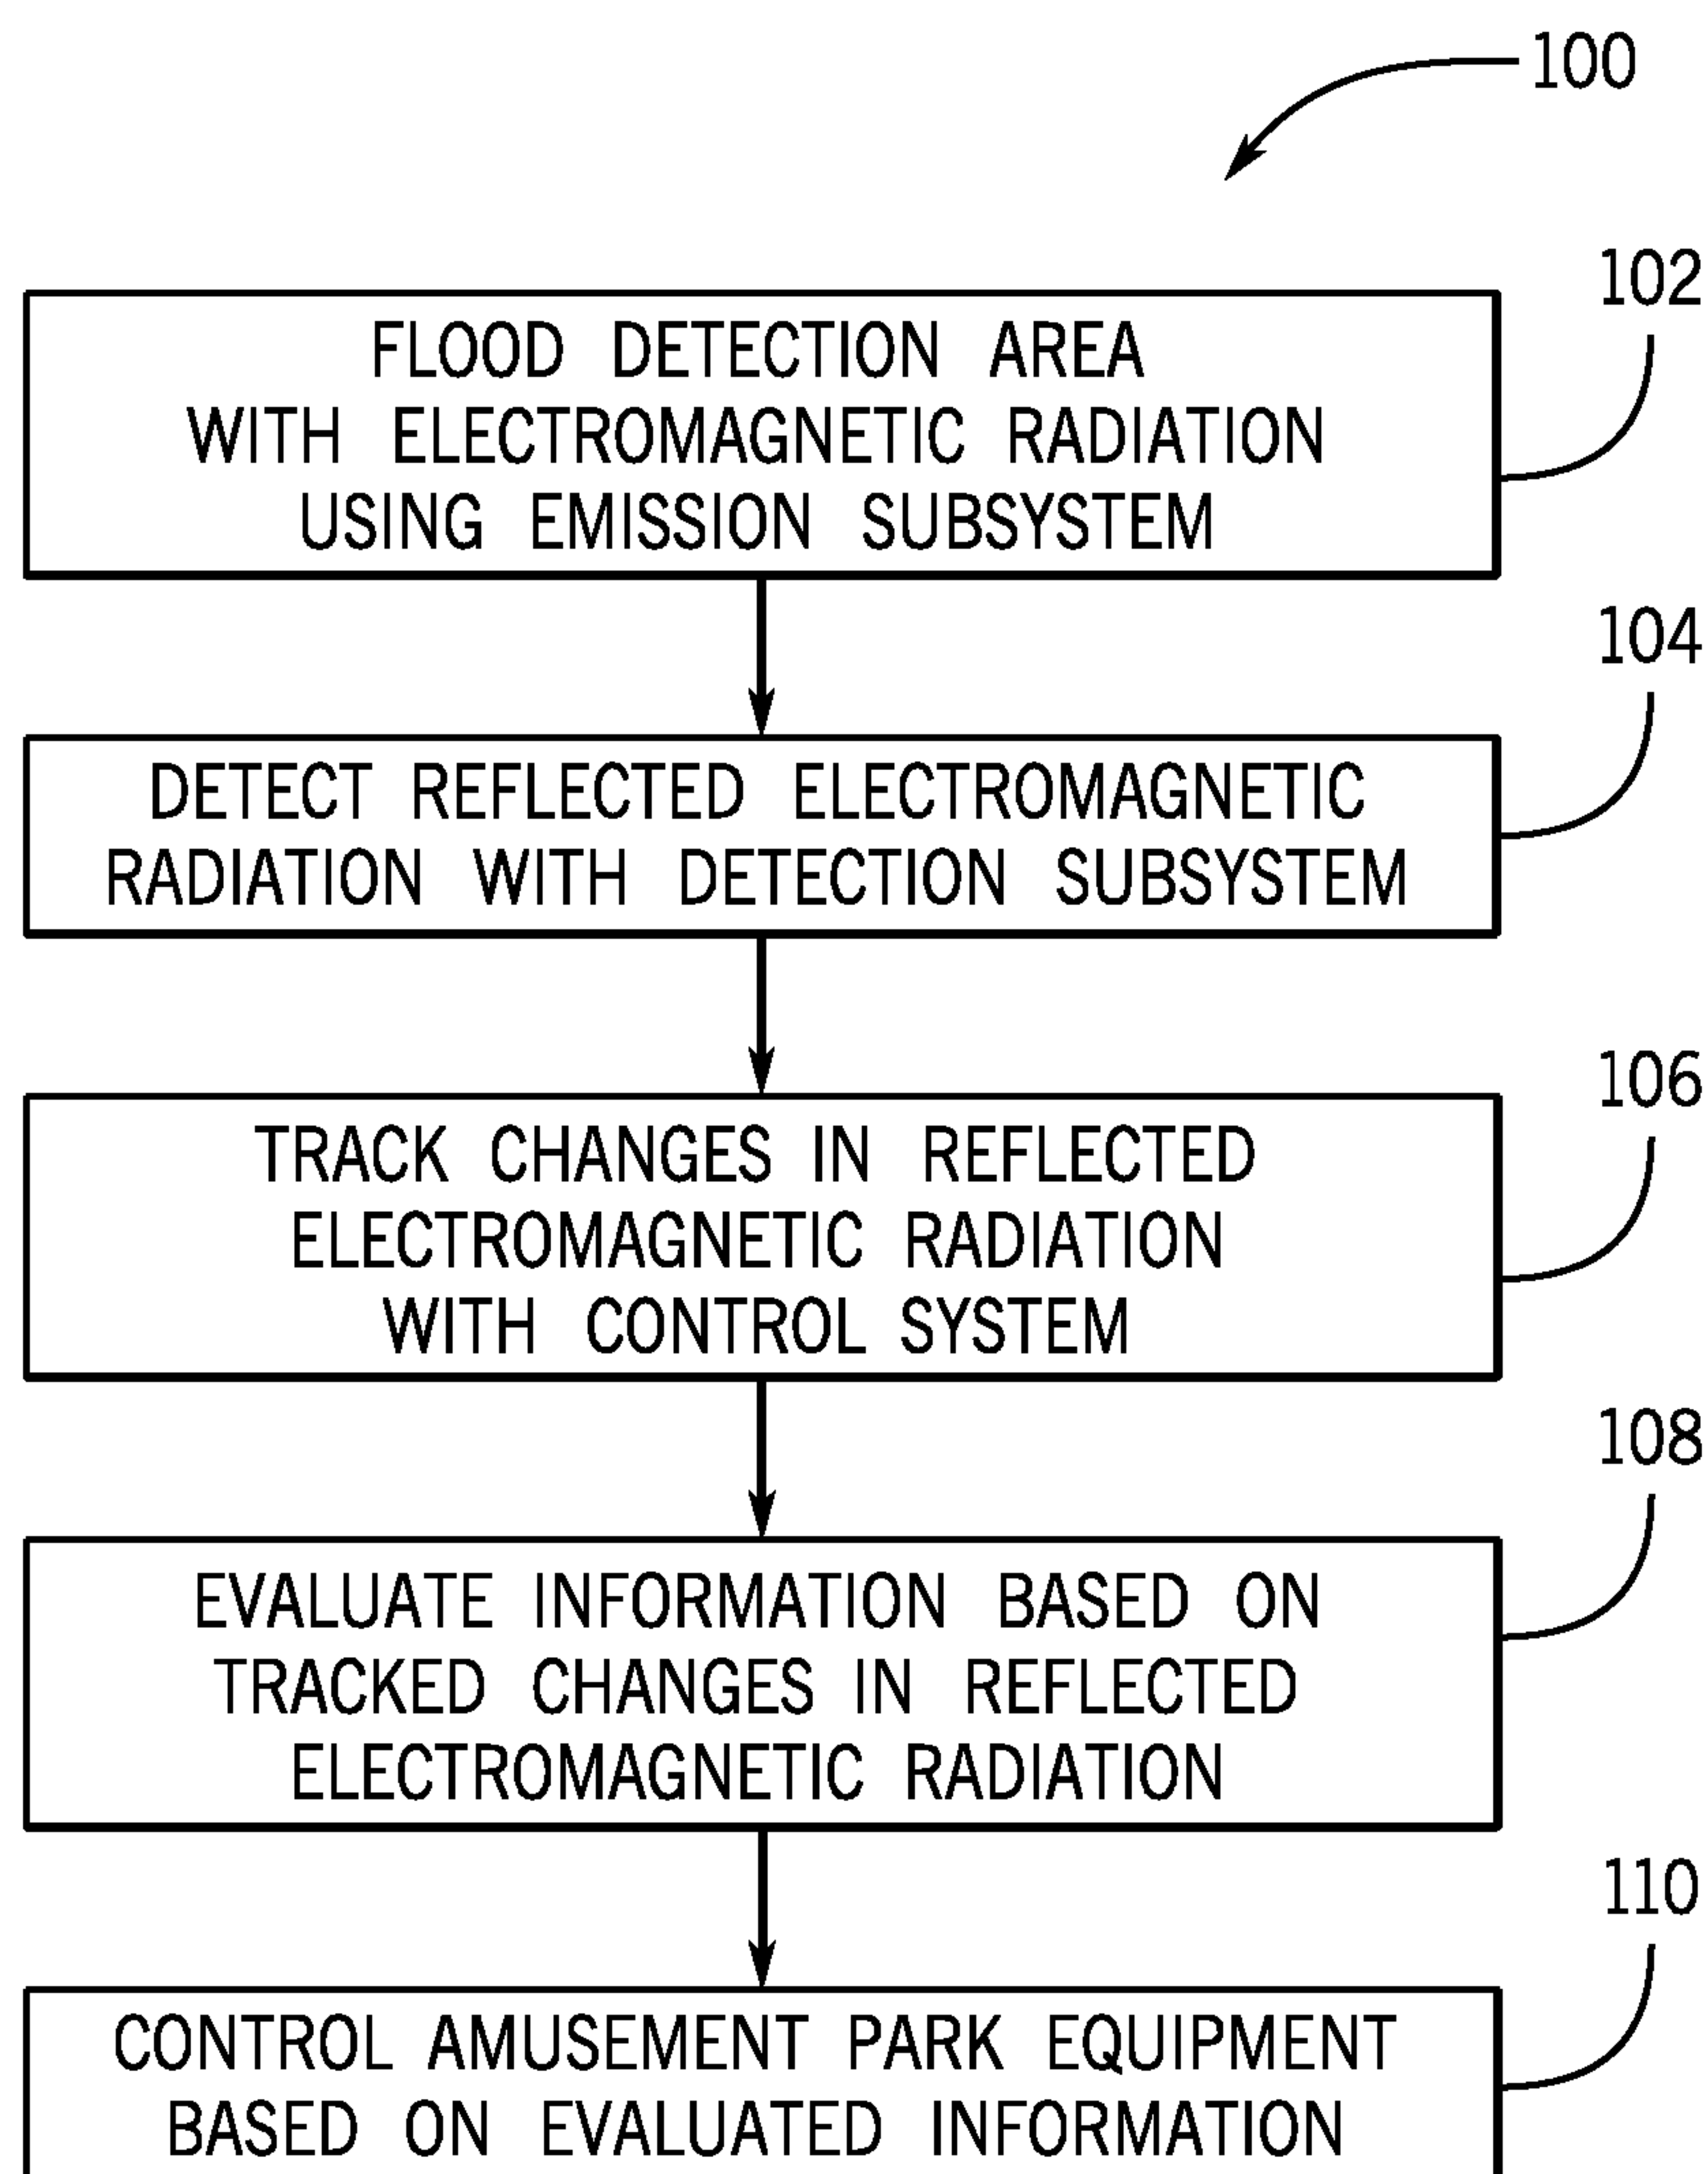 100
102
FLOOD DETECTION AREA
WITH ELECTROMAGNETIC RADIATION
USING EMISSION SUBSYSTEM
104
DETECT REFLECTED ELECTROMAGNETIC
RADIATION WITH DETECTION SUBSYSTEM
106
TRACK CHANGES IN REFLECTED
ELECTROMAGNETIC RADIATION
WITH CONTROL SYSTEM
108
EVALUATE INFORMATION BASED ON
TRACKED CHANGES IN REFLECTED
ELECTROMAGNETIC RADIATION
110
CONTROL AMUSEMENT PARK EQUIPMENT
BASED ON EVALUATED INFORMATION